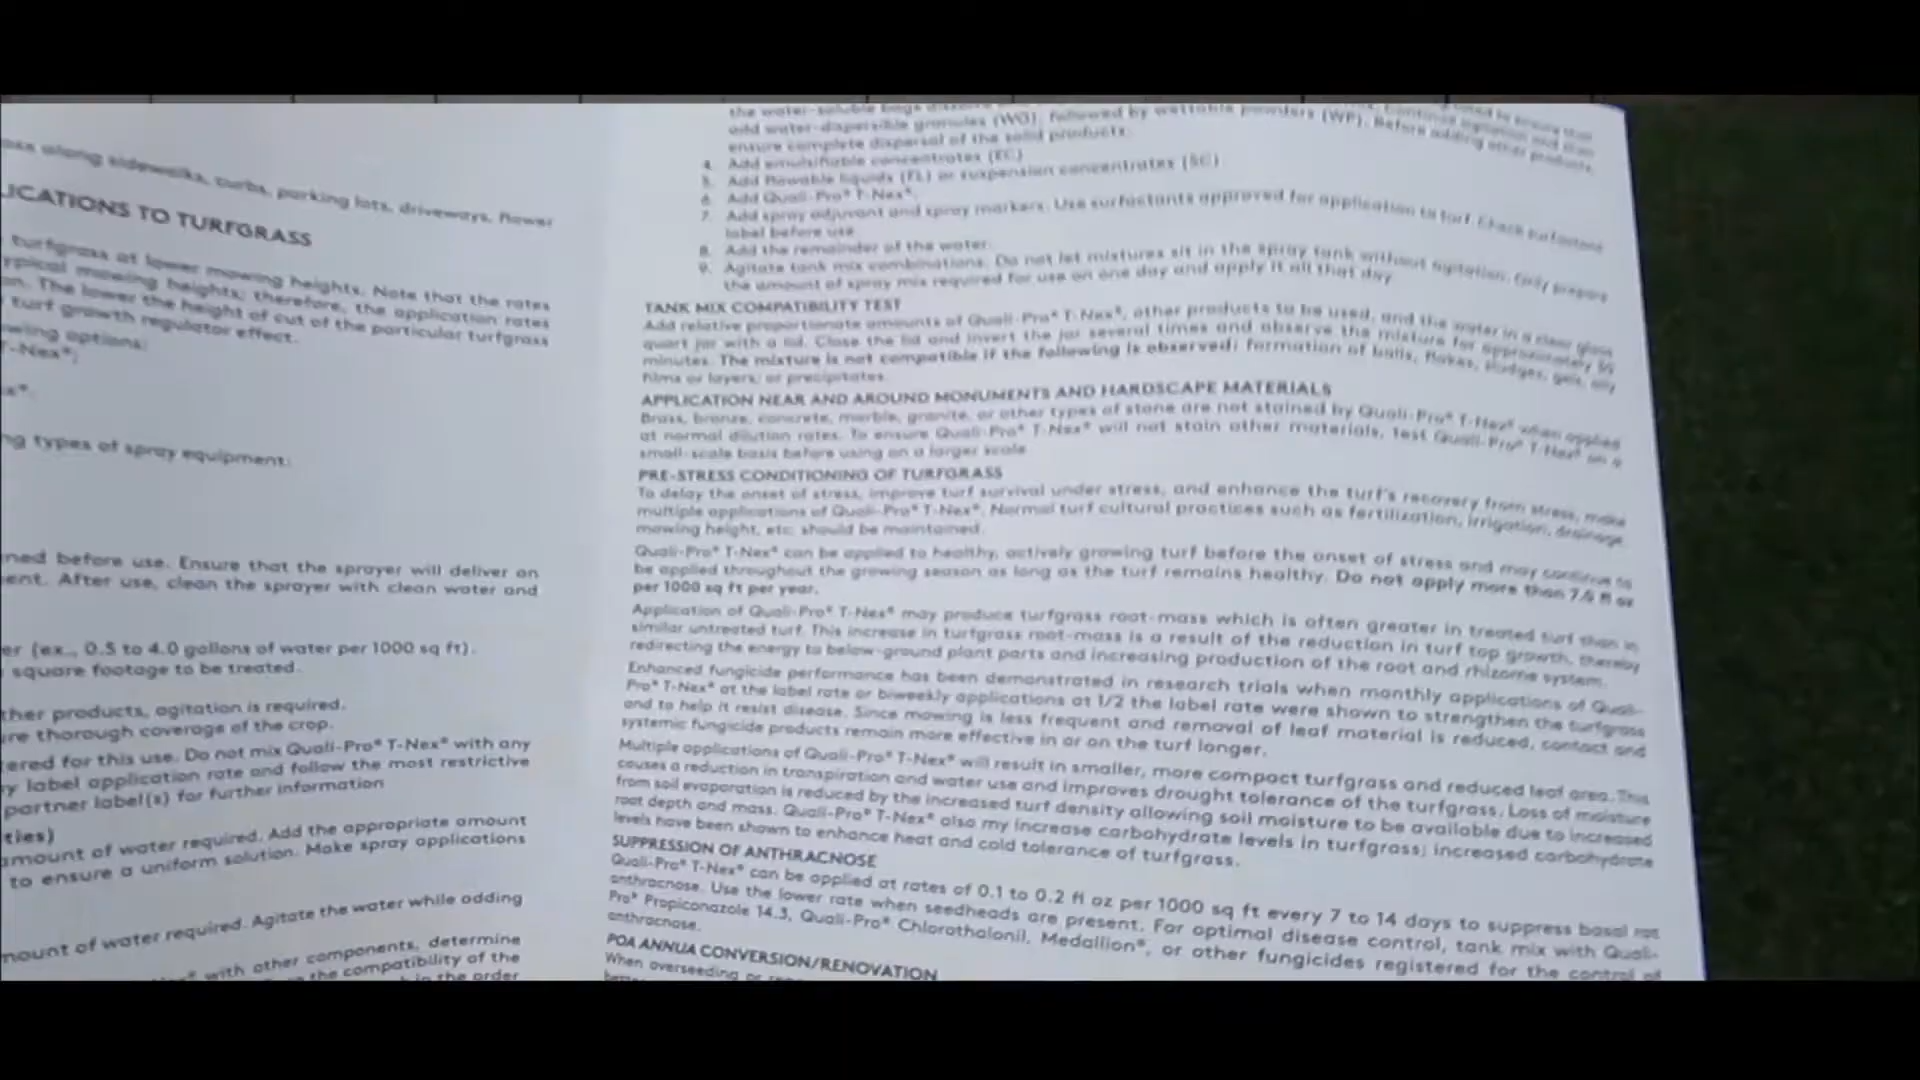 ass along sidewalks, curbs, parking lots, driveways, flower
LICATIONS TO TURFGRASS
turfgrass at lower mowing heights. Note that the rates
typical mowing heights; therefore, the application rates
on. The lower the height of cut of the particular turfgrass
turf growth regulator effect.
owing options:
T-Nex®;
ex®.
ng types of spray equipment:
ned before use. Ensure that the sprayer will deliver an
ent. After use, clean the sprayer with clean water and
er (ex., 0.5 to 4.0 gallons of water per 1000 sq ft).
square footage to be treated.
ther products, agitation is required.
ure thorough coverage of the crop.
ered for this use. Do not mix Quali-Pro® T-Nex® with any
y label application rate and follow the most restrictive
partner label(s) for further information
ties)
amount of water required. Add the appropriate amount
to ensure a uniform solution. Make spray applications
mount of water required. Agitate the water while adding
with other components, determine
the compatibility of the
in the order
the water-soluble bags
add water-dispersible granules (WG), followed by wettable powders (WP). Before adding other products,
ensure complete dispersal of the solid products.
4. Add emulsifiable concentrates (EC)
5. Add flowable liquids (FL) or suspension concentrates (SC)
6. Add Quali-Pro® T-Nex®.
7. Add spray adjuvant and spray markers. Use surfactants approved for application to turf. Check surfactant
label before use.
8. Add the remainder of the water.
9. Agitate tank mix combinations. Do not let mixtures sit in the spray tank without agitation. Only prepare
the amount of spray mix required for use on one day and apply it all that day.
TANK MIX COMPATIBILITY TEST
Add relative proportionate amounts of Quali-Pro® T-Nex®, other products to be used, and the water in a clear glass
quart jar with a lid. Close the lid and invert the jar several times and observe the mixture for approximately
minutes. The mixture is not compatible if the following is observed: formation of balls, flakes, sludges, gels, oily
films or layers, or precipitates.
APPLICATION NEAR AND AROUND MONUMENTS AND HARDSCAPE MATERIALS
Brass, bronze, concrete, marble, granite, or other types of stone are not stained by Quali-Pro® T-Nex® when applied
at normal dilution rates. To ensure Quali-Pro® T-Nex® will not stain other materials, test Quali-Pro® T-Nex® on a
small-scale basis before using on a larger scale.
PRE-STRESS CONDITIONING OF TURFGRASS
To delay the onset of stress, improve turf survival under stress, and enhance the turf's recovery from stress, make
multiple applications of Quali-Pro® T-Nex®. Normal turf cultural practices such as fertilization, irrigation, drainage,
mowing height, etc. should be maintained.
Quali-Pro® T-Nex® can be applied to healthy, actively growing turf before the onset of stress and may continue to
be applied throughout the growing season as long as the turf remains healthy. Do not apply more than fl oz
per 1000 sq ft per year.
Application of Quali-Pro® T-Nex® may produce turfgrass root-mass which is often greater in treated turf than in
similar untreated turf. This increase in turfgrass root-mass is a result of the reduction in turf top growth, thereby
redirecting the energy to below-ground plant parts and increasing production of the root and rhizome system.
Enhanced fungicide performance has been demonstrated in research trials when monthly applications of Quali-
Pro® T-Nex® at the label rate or biweekly applications at 1/2 the label rate were shown to strengthen the turfgrass
and to help it resist disease. Since mowing is less frequent and removal of leaf material is reduced, contact and
systemic fungicide products remain more effective in or on the turf longer.
Multiple applications of Quali-Pro® T-Nex® will result in smaller, more compact turfgrass and reduced leaf area. This
causes a reduction in transpiration and water use and improves drought tolerance of the turfgrass. Loss of moisture
from soil evaporation is reduced by the increased turf density allowing soil moisture to be available due to increased
root depth and mass. Quali-Pro® T-Nex® also my increase carbohydrate levels in turfgrass; increased carbohydrate
levels have been shown to enhance heat and cold tolerance of turfgrass.
SUPPRESSION OF ANTHRACNOSE
Quali-Pro® T-Nex® can be applied at rates of 0.1 to 0.2 fl oz per 1000 sq ft every 7 to 14 days to suppress basal rot
anthracnose. Use the lower rate when seedheads are present. For optimal disease control, tank mix with Quali-
Pro® Propiconazole 14.3, Quali-Pro® Chlorothalonil, Medallion®, or other fungicides registered for the control of
anthracnose.
POA ANNUA CONVERSION/RENOVATION
When overseeding or